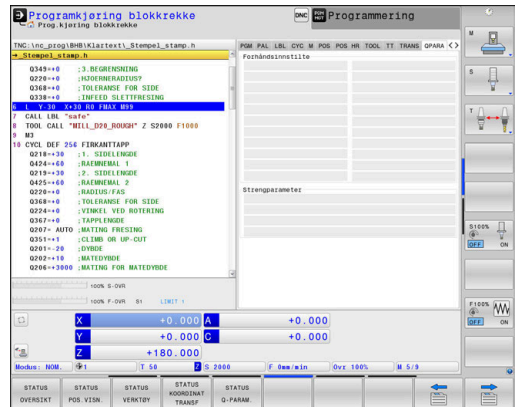 Programkjøring blokkrekke
Prog.kjøring blokkrekke
DNC
Programmering
TNC:\nc_prog\BHB\Klartext\_Stempel_stamp.h
→_Stempel_stamp.h
Q349=+0 ;3.BEGRENSNING
Q220=+0 ;HJOERNERADIUS?
Q368=+0 ;TOLERANSE FOR SIDE
Q338=+0 ;INFEED SLETTFRESING
6 L Y-30 X+30 R0 FMAX M99
7 CALL LBL "safe"
8 TOOL CALL "MILL_D20_ROUGH" Z S2000 F1000
9 M3
10 CYCL DEF 256 FIRKANTTAPP
Q218=+30 ;1. SIDELENGDE
Q424=+60 ;RAEMNEMAL 1
Q219=+30 ;2. SIDELENGDE
Q425=+60 ;RAEMNEMAL 2
Q220=+0 ;RADIUS/FAS
Q368=+0 ;TOLERANSE FOR SIDE
Q224=+0 ;VINKEL VED ROTERING
Q367=+0 ;TAPPLENGDE
Q207= AUTO ;MATING FRESING
Q351=+1 ;CLIMB OR UP-CUT
Q201=-20 ;DYBDE
Q202=+10 ;MATEDYBDE
Q206=+3000 ;MATING FOR MATEDYBDE
PGM PAL LBL CYC M POS POS HR TOOL TT TRANS QPARA
Forhåndsinnstilte
Strengparameter
100% S-OVR
100% F-OVR S1 LIMIT 1
X +0.000 A +0.000
Y +0.000 C +0.000
Z +180.000
Modus: NOM. 1 T 50 Z S 2000 F 0mm/min Ovr 100% M 5/9
STATUS OVERSIKT
STATUS POS.VISN.
STATUS VERKTØY
STATUS KOORDINAT TRANSF
STATUS Q-PARAM.
M
S
T
S100%
OFF ON
F100%
OFF ON